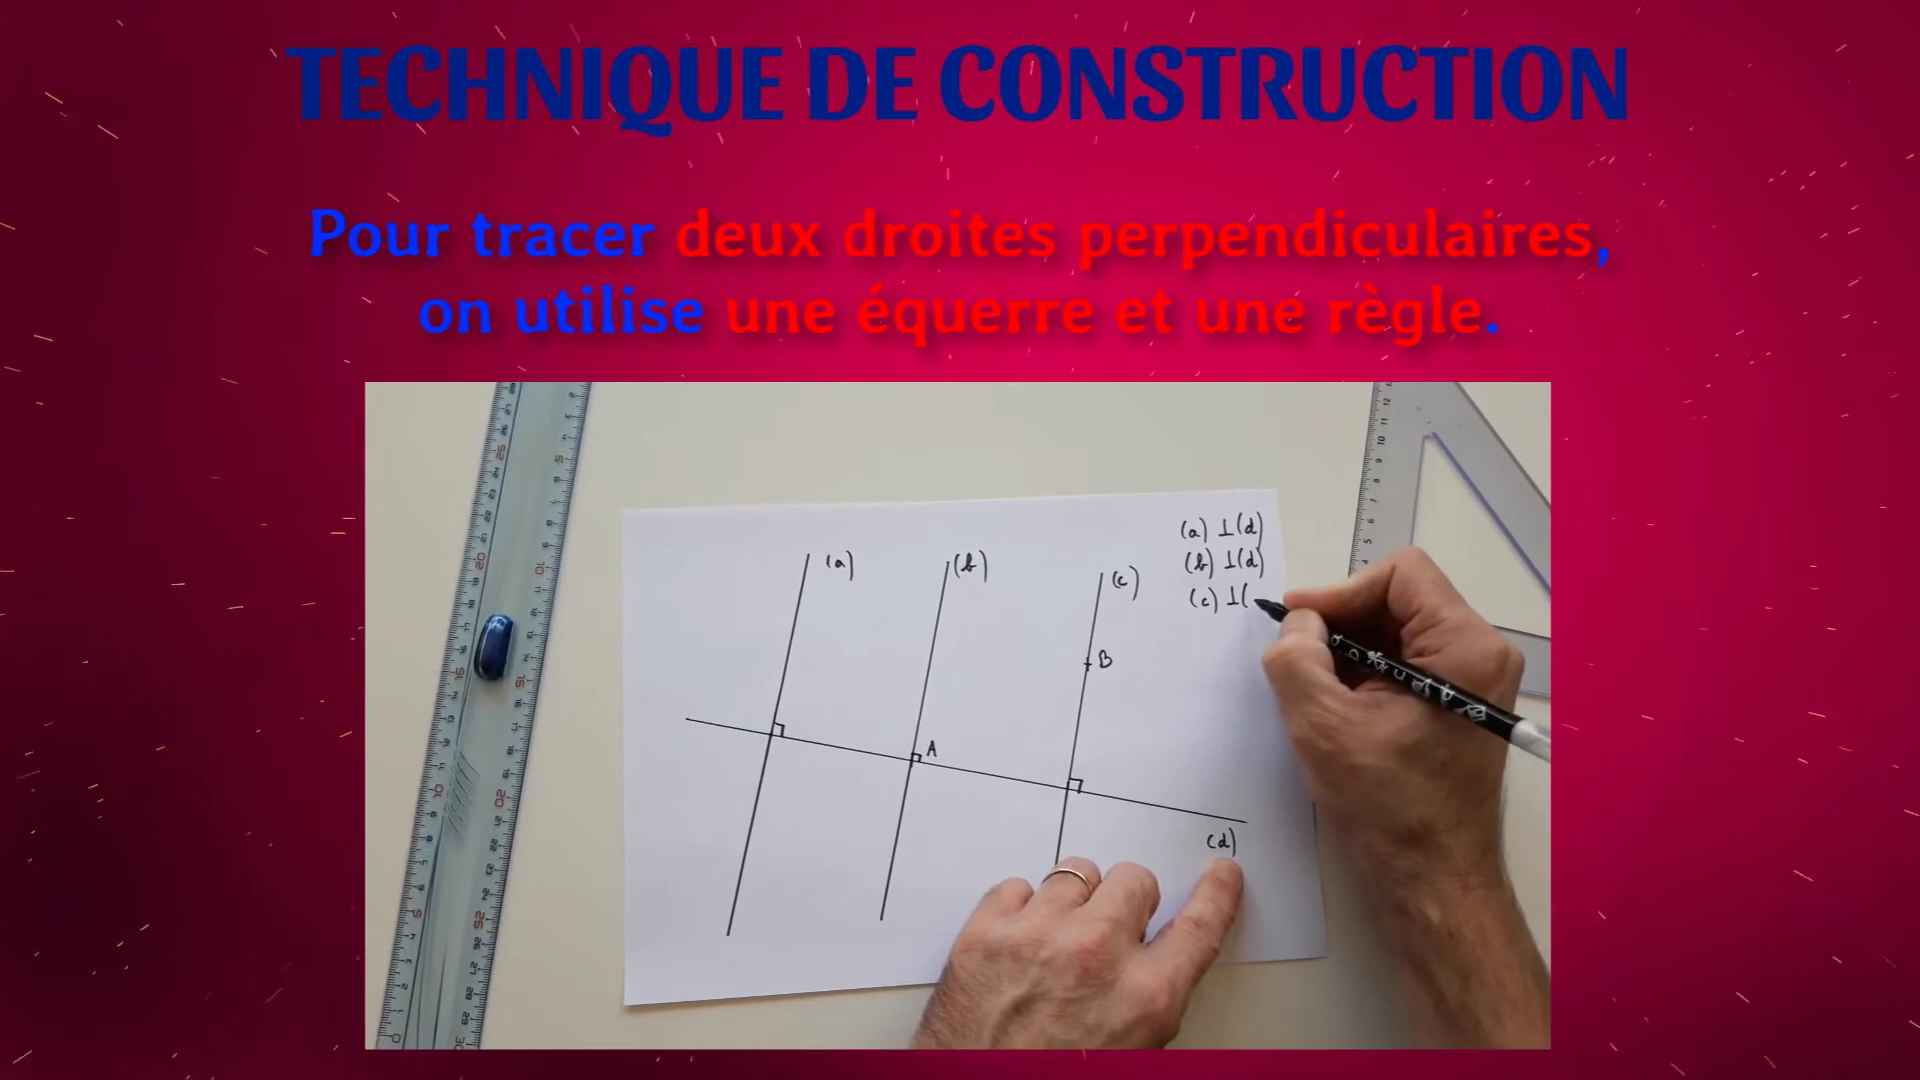 TECHNIQUE DE CONSTRUCTION
Pour tracer deux droites perpendiculaires,
on utilise une équerre et une règle.
(a) ⊥ (d)
(b) ⊥ (d)
(c) ⊥ (
(a)
(b)
(c)
B
A
(d)